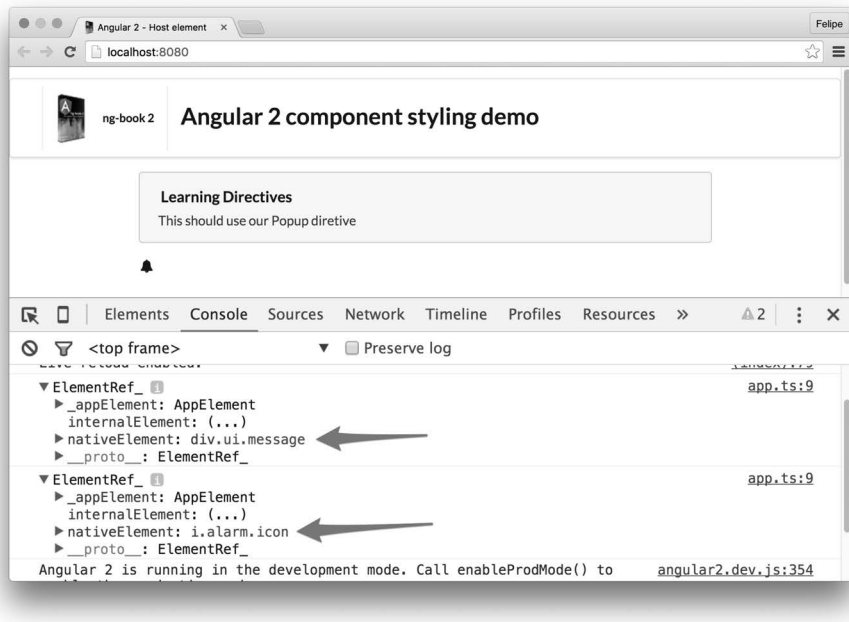 Angular 2 - Host element ×
Felipe
localhost:8080
A
ng-book 2
Angular 2 component styling demo
Learning Directives
This should use our Popup diretive
Elements Console Sources Network Timeline Profiles Resources » 2
<top frame> Preserve log
ElementRef_ i app.ts:9
_appElement: AppElement
internalElement: (...)
nativeElement: div.ui.message
__proto__: ElementRef_
ElementRef_ i app.ts:9
_appElement: AppElement
internalElement: (...)
nativeElement: i.alarm.icon
__proto__: ElementRef_
Angular 2 is running in the development mode. Call enableProdMode() to angular2.dev.js:354